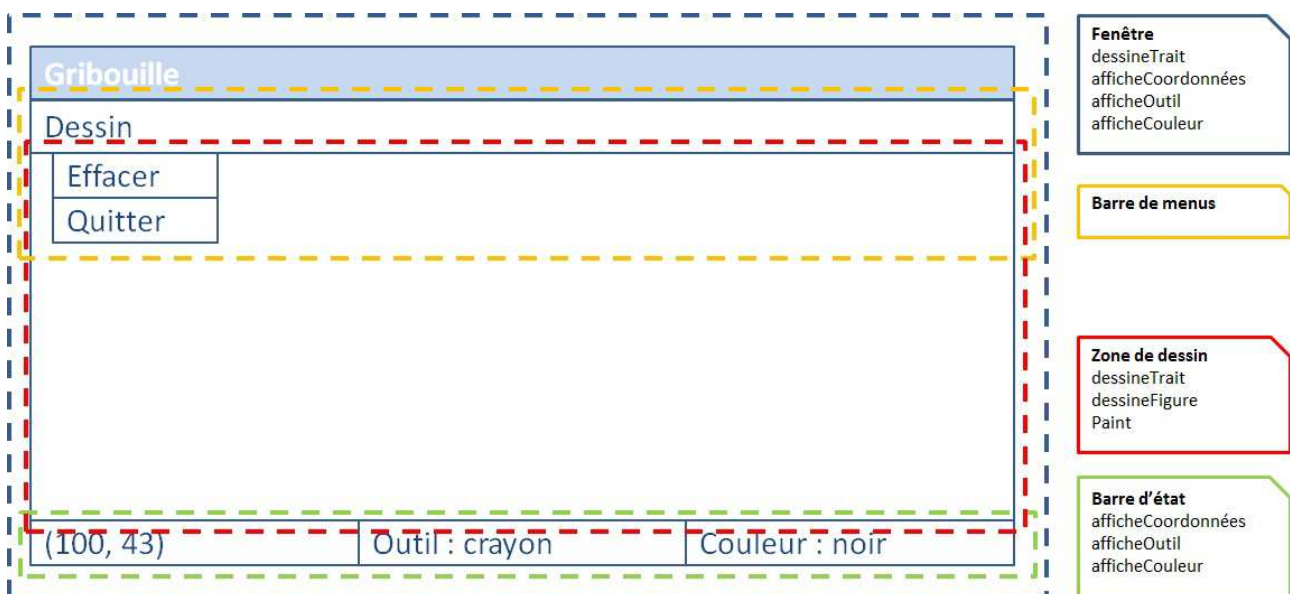 Gribouille
Dessin
Effacer
Quitter
(100, 43)
Outil : crayon
Couleur : noir
Fenêtre
dessineTrait
afficheCoordonnées
afficheOutil
afficheCouleur
Barre de menus
Zone de dessin
dessineTrait
dessineFigure
Paint
Barre d'état
afficheCoordonnées
afficheOutil
afficheCouleur